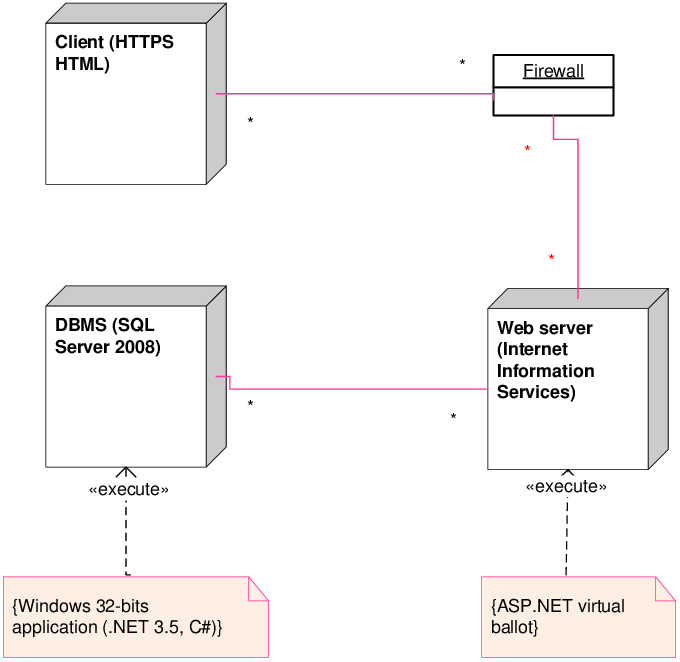 Client (HTTPS
HTML)
*
Firewall
*
*
*
DBMS (SQL
Server 2008)
Web server
(Internet
Information
Services)
*
*
«execute»
«execute»
{Windows 32-bits
application (.NET 3.5, C#)}
{ASP.NET virtual
ballot}